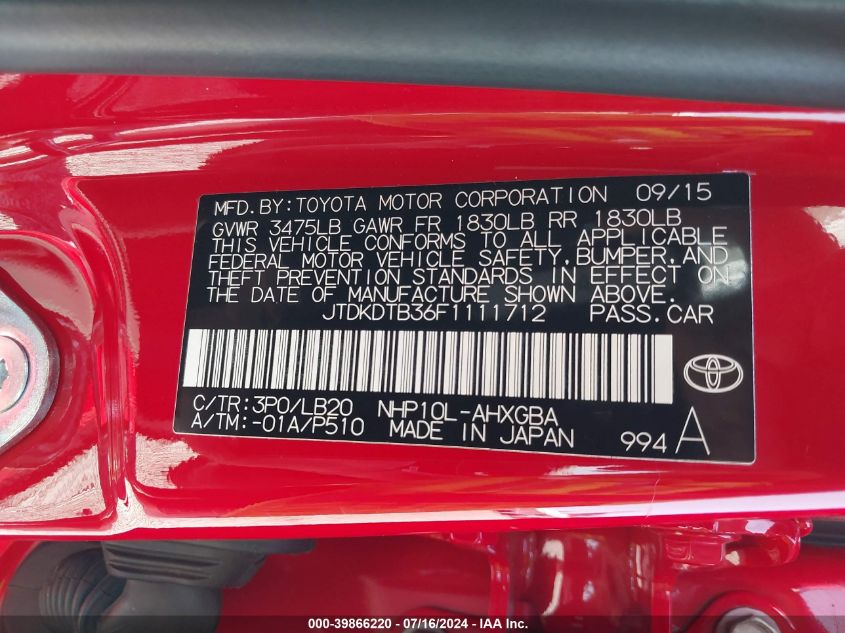 MFD.BY:TOYOTA MOTOR CORPORATION 09/15
GVWR 3475LB GAWR FR 1830LB RR 1830LB
THIS VEHICLE CONFORMS TO ALL APPLICABLE
FEDERAL MOTOR VEHICLE SAFETY,BUMPER,AND
THEFT PREVENTION STANDARDS IN EFFECT ON
THE DATE OF MANUFACTURE SHOWN ABOVE.
JTDKDTB36F1111712 PASS.CAR
C/TR:3P0/LB20 NHP10L-AHXGBA
A/TM:-01A/P510 MADE IN JAPAN 994 A
000-39866220 - 07/16/2024 - IAA Inc.